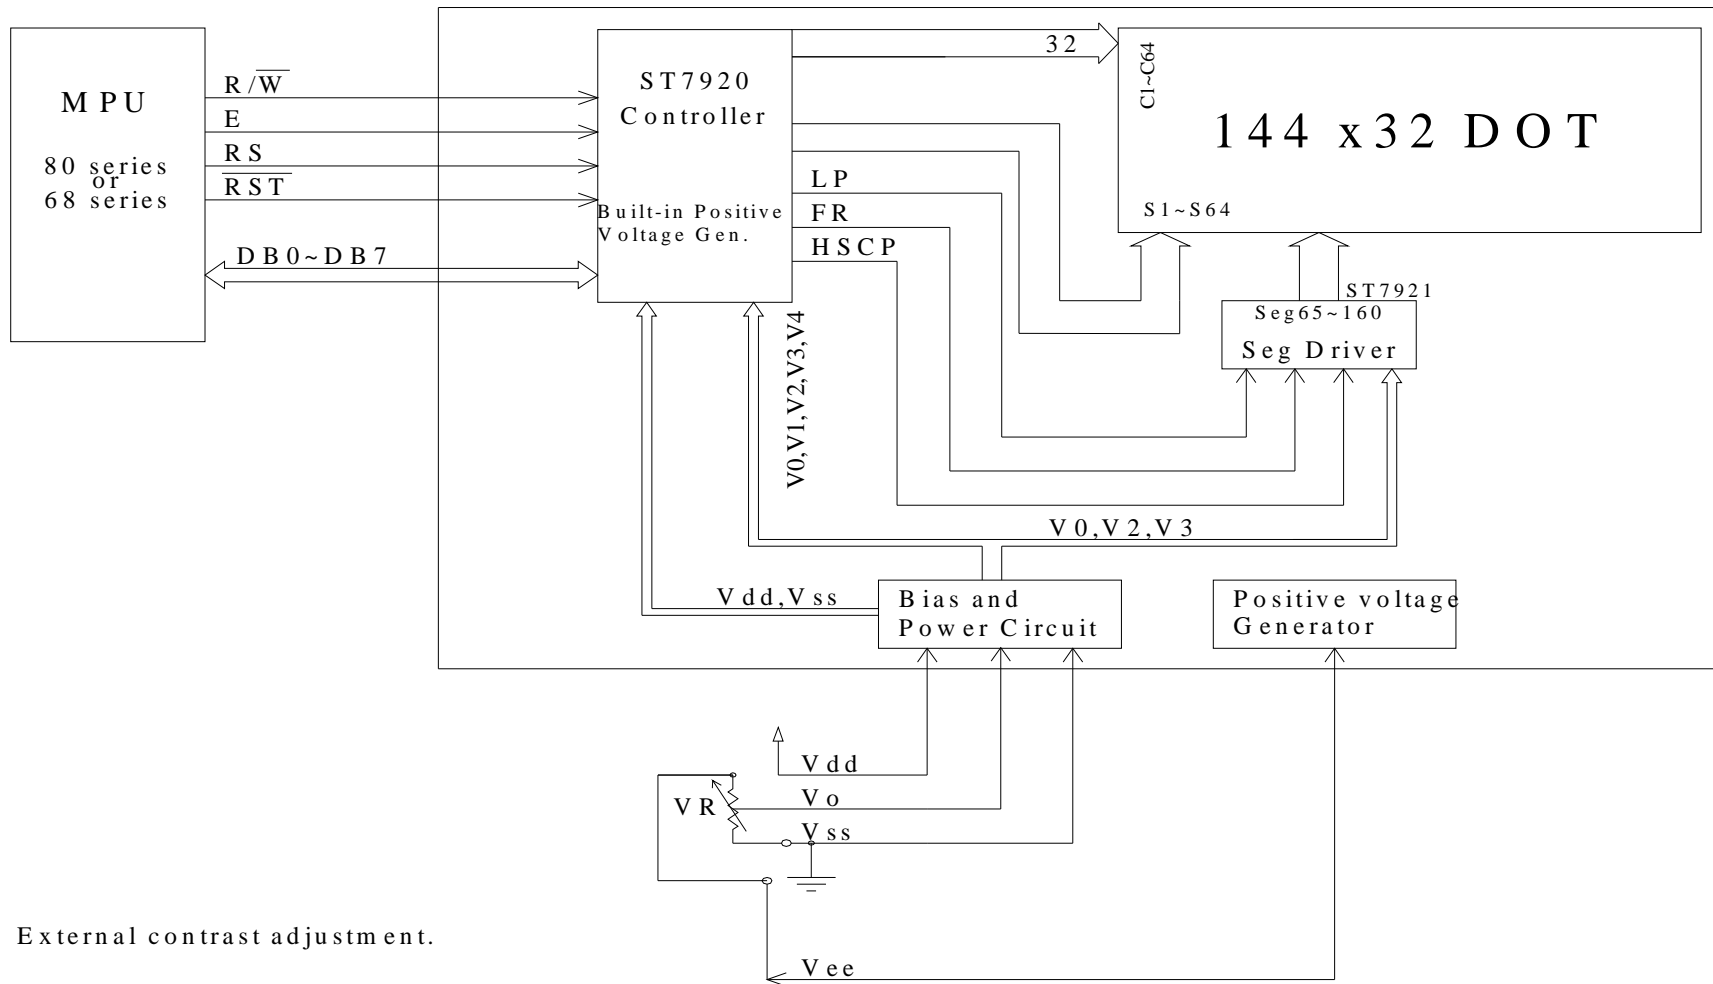 MPU
80 series
or
68 series
R/W
E
RS
RST
DB0~DB7
ST7920
Controller
Built-in Positive
Voltage Gen.
LP
FR
HSCP
32
C1~C64
144 x32 DOT
S1~S64
ST7921
Seg65~160
Seg Driver
V0,V1,V2,V3,V4
V0,V2,V3
Vdd,Vss
Bias and
Power Circuit
Positive voltage
Generator
Vdd
VR
Vo
Vss
External contrast adjustment.
Vee